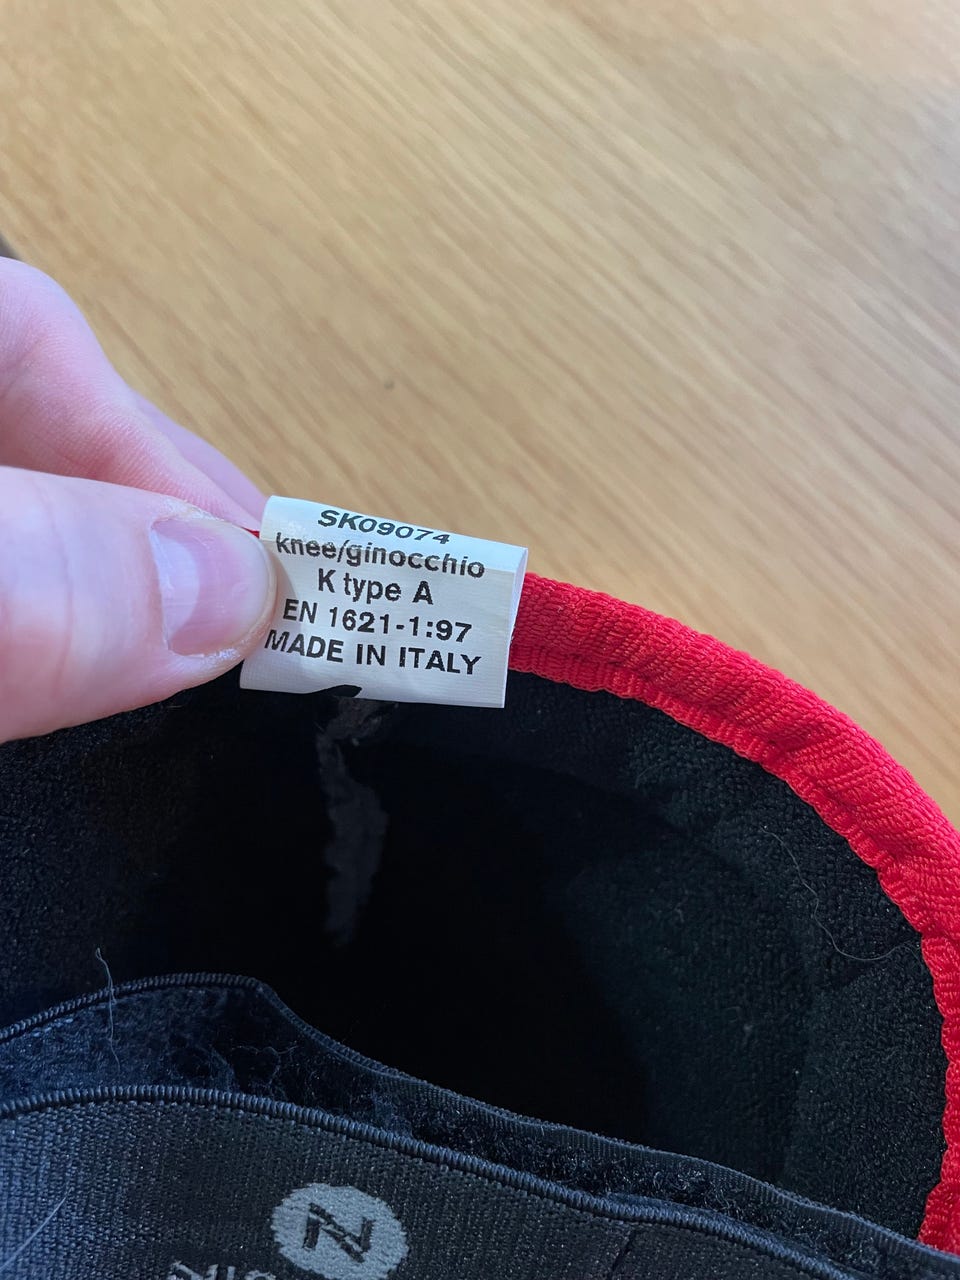 SK09074
knee/ginocchio
K type A
EN 1621-1:97
MADE IN ITALY
N